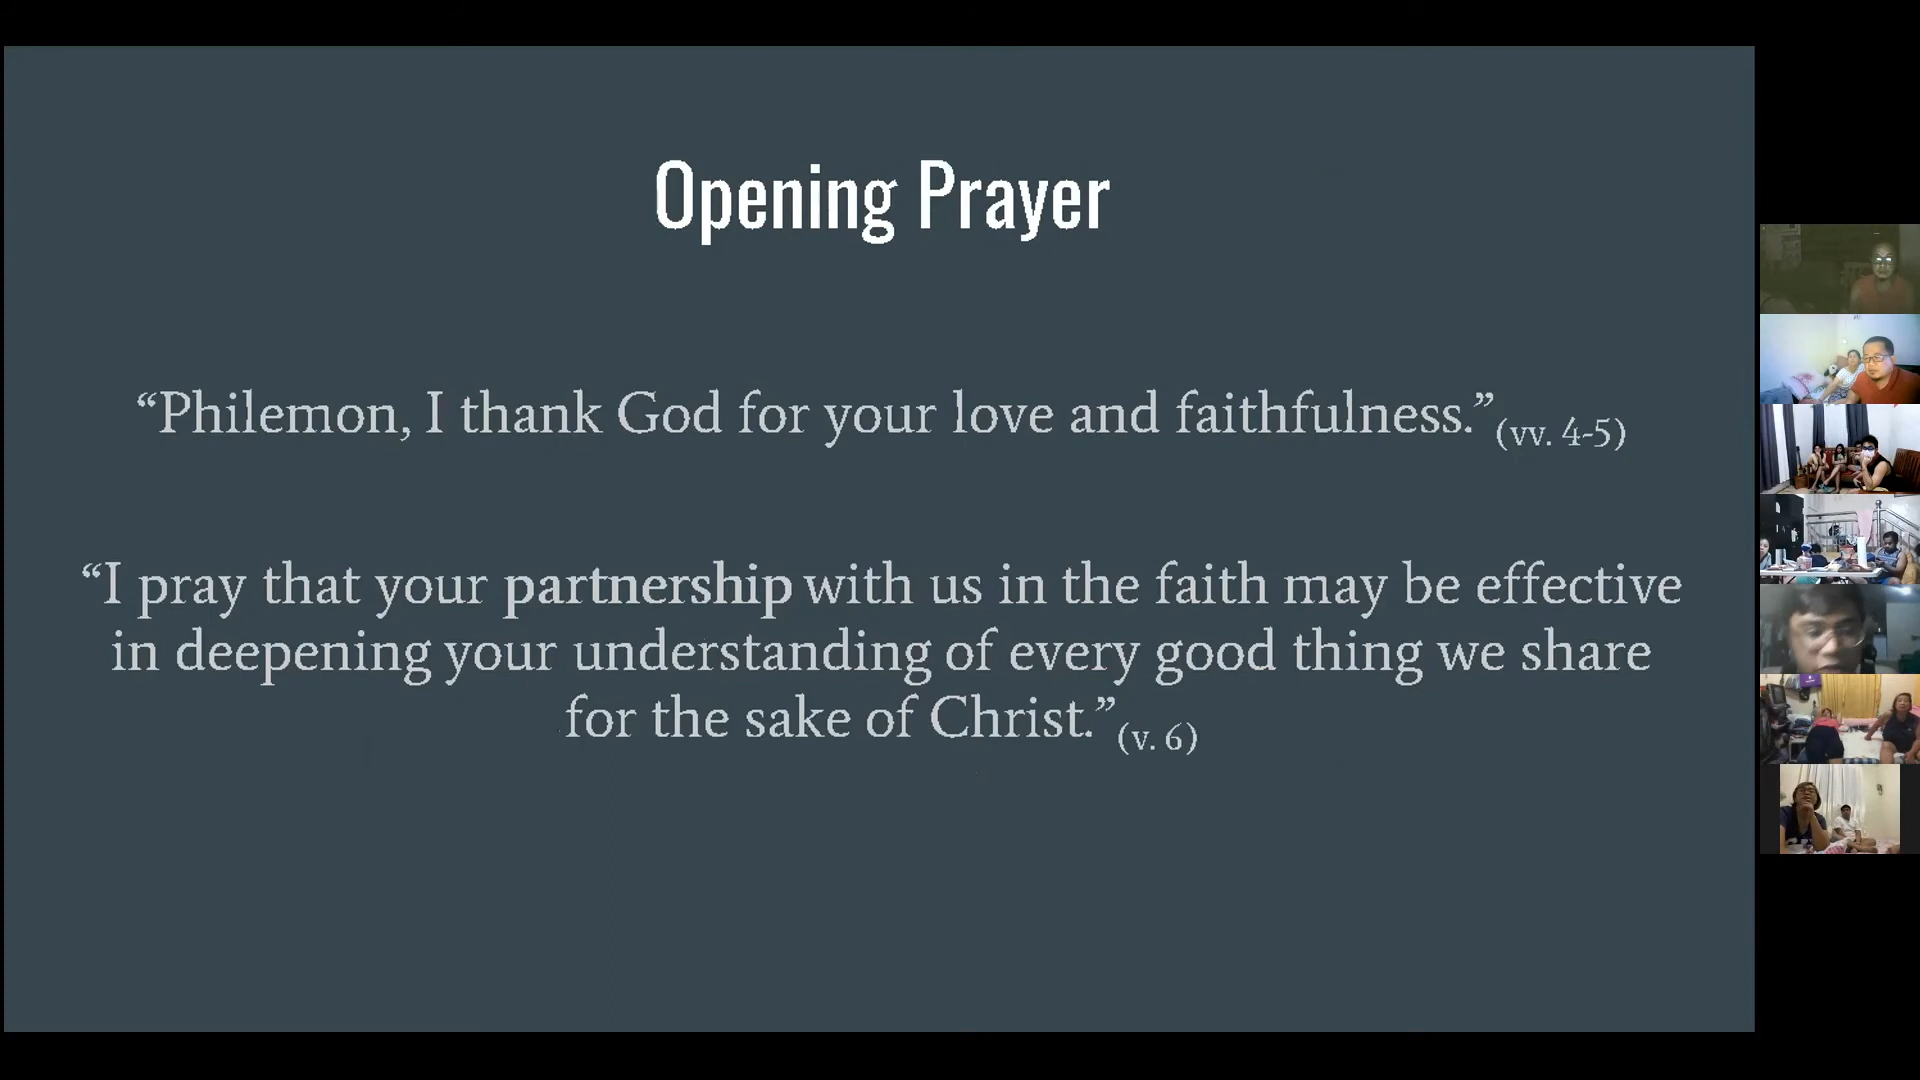 Opening Prayer
“Philemon, I thank God for your love and faithfulness.”(vv. 4-5)
“I pray that your partnership with us in the faith may be effective
in deepening your understanding of every good thing we share
for the sake of Christ.”(v. 6)